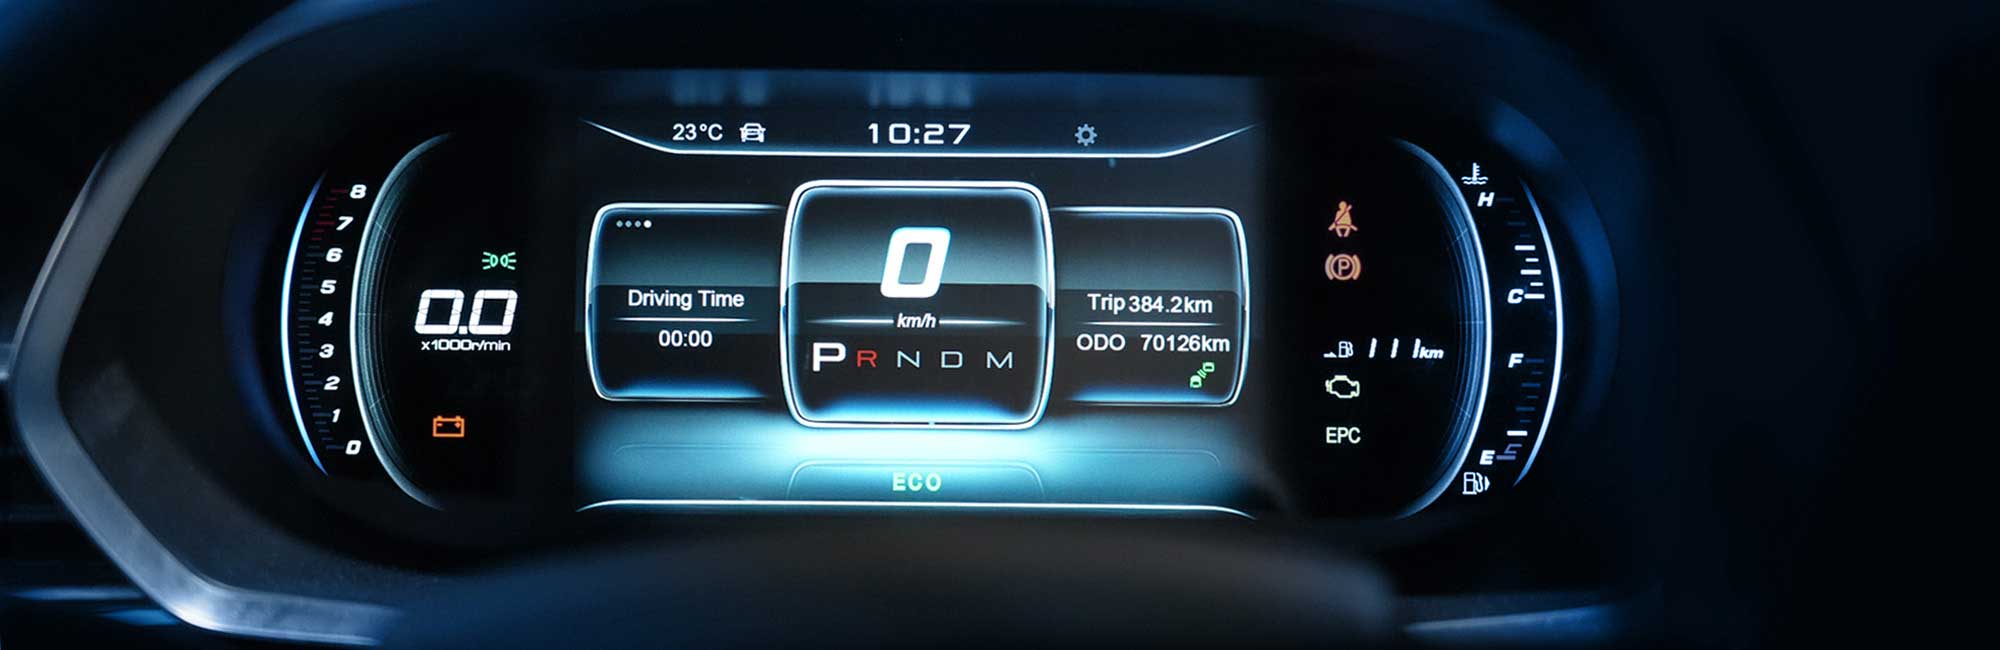 23°C 10:27
8
7
6
5
4
3
2
1
0
0.0
x1000r/min
Driving Time
00:00
0
km/h
P R N D M
Trip 384.2km
ODO 70126km
ECO
P
111km
EPC
H
C
F
E